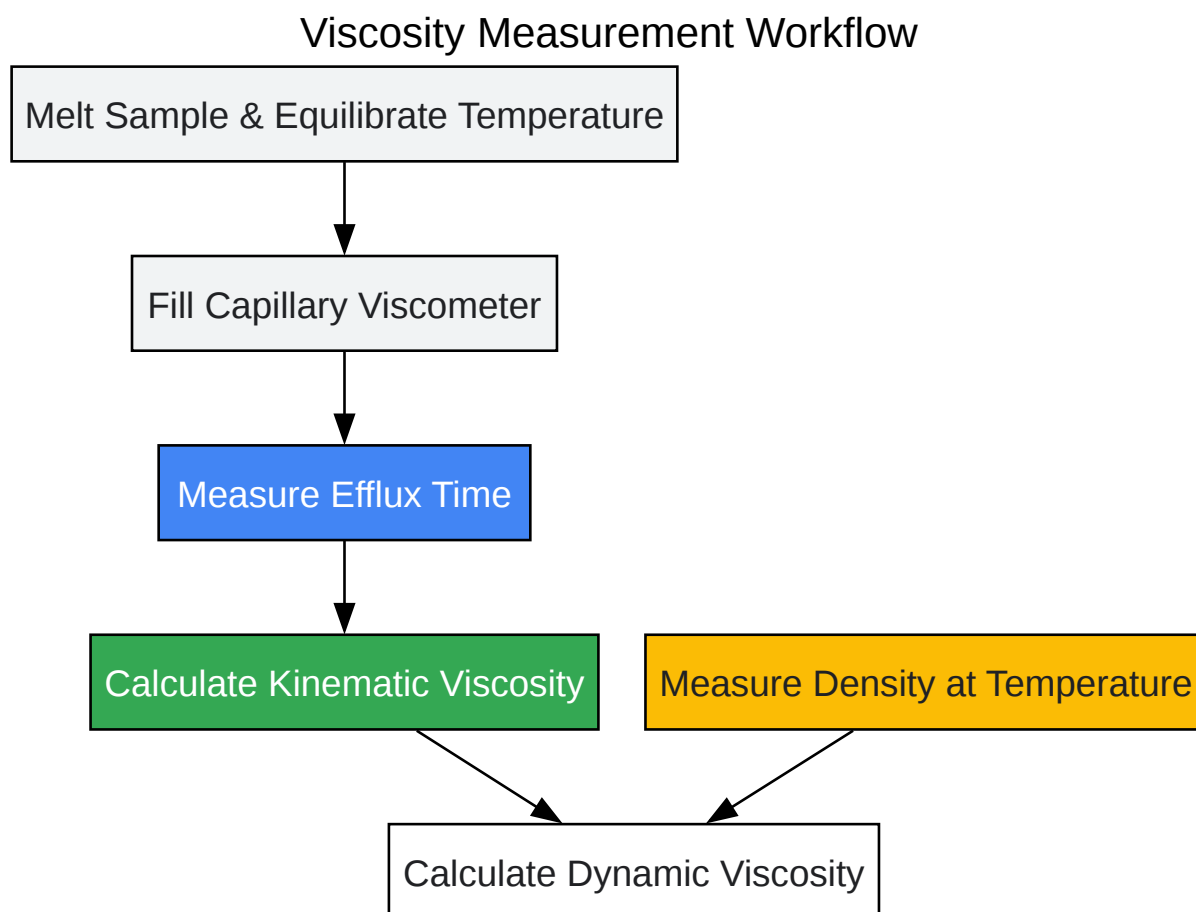 Viscosity Measurement Workflow
Melt Sample & Equilibrate Temperature
Fill Capillary Viscometer
Measure Efflux Time
Calculate Kinematic Viscosity
Measure Density at Temperature
Calculate Dynamic Viscosity